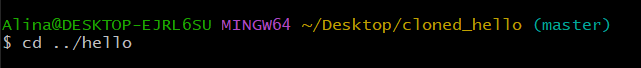 Alina@DESKTOP-EJRL6SU MINGW64 ~/Desktop/cloned_hello (master)
$ cd ../hello